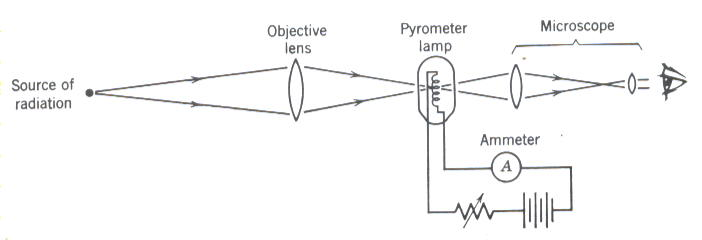 Objective
lens
Pyrometer
lamp
Microscope
Source of
radiation
Ammeter
A